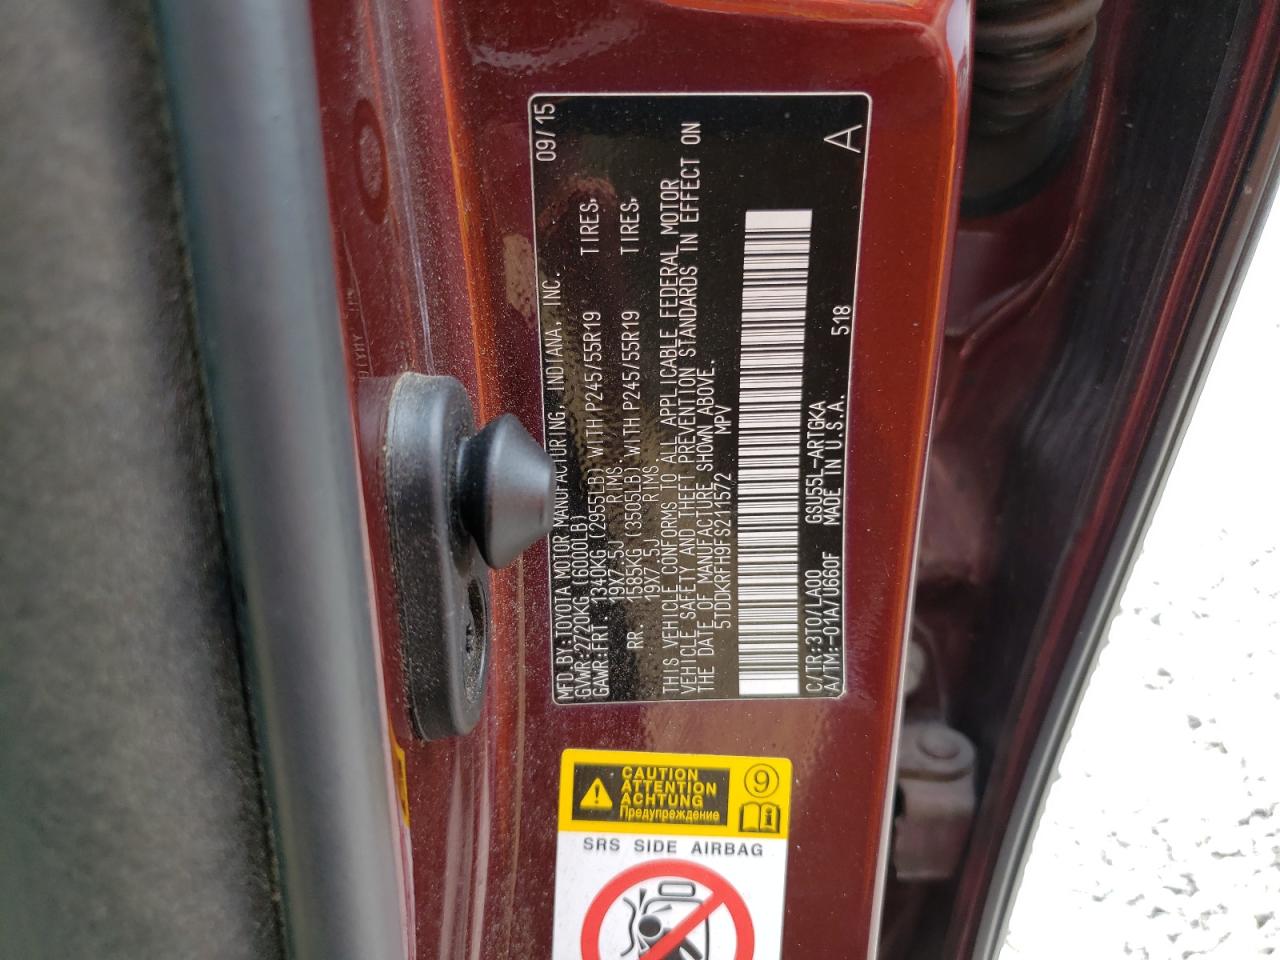 MFD.BY:TOYOTA MOTOR MANUFACTURING, INDIANA, INC. 09/15
GVWR:2720KG(6000LB)
GAWR:FRT. 1340KG (2955LB) WITH P245/55R19 TIRES,
19X7.5J RIMS
RR. 1585KG (3505LB) WITH P245/55R19 TIRES,
19X7.5J RIMS
THIS VEHICLE CONFORMS TO ALL APPLICABLE FEDERAL MOTOR
VEHICLE SAFETY AND THEFT PREVENTION STANDARDS IN EFFECT ON
THE DATE OF MANUFACTURE SHOWN ABOVE.
5TDDKRFH9FS211572 MPV
C/TR:3T0/LA00 GSU55L-ARTGKA
A/TM:-01A/U660F MADE IN U.S.A. 518 A
CAUTION
ATTENTION
ACHTUNG
Предупреждение
9
SRS SIDE AIRBAG